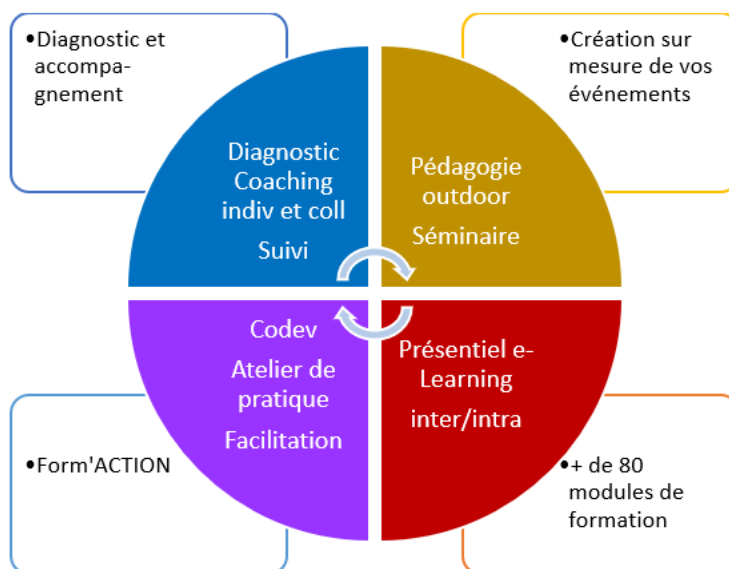 •Diagnostic et
accompa-
gnement
•Création sur
mesure de vos
événements
Diagnostic
Coaching
indiv et coll
Suivi
Pédagogie
outdoor
Séminaire
Codev
Atelier de
pratique
Facilitation
Présentiel e-
Learning
inter/intra
•Form'ACTION
•+ de 80
modules de
formation